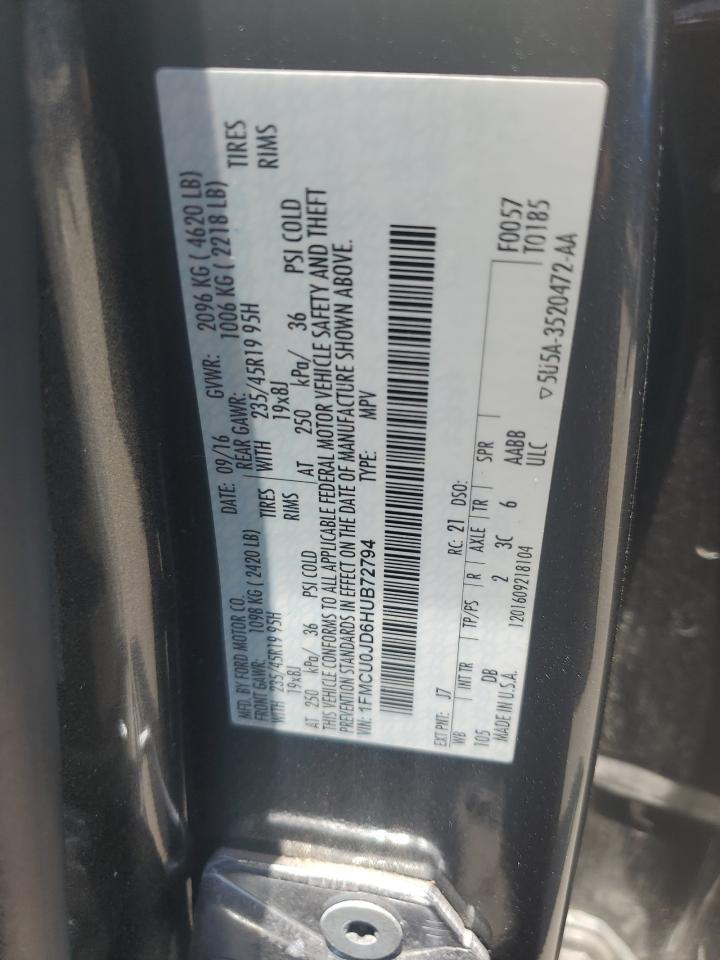 MFD. BY FORD MOTOR CO. DATE: 09/16 GVWR: 2096 KG ( 4620 LB)
FRONT GAWR: 1098 KG ( 2420 LB) REAR GAWR: 1006 KG ( 2218 LB)
WITH 235/45R19 95H TIRES WITH 235/45R19 95H TIRES
19x8J RIMS 19x8J RIMS
AT 250 kPa/ 36 PSI COLD AT 250 kPa/ 36 PSI COLD
THIS VEHICLE CONFORMS TO ALL APPLICABLE FEDERAL MOTOR VEHICLE SAFETY AND THEFT
PREVENTION STANDARDS IN EFFECT ON THE DATE OF MANUFACTURE SHOWN ABOVE.
VIN: 1FMCU0JD6HUB72794 TYPE: MPV
EXT PNT: J7 RC: 21 DSO:
WB INT TR TP/PS R AXLE TR SPR F0057
105 DB 2 3C 6 AABB T0185
MADE IN U.S.A. 1201609218104 ULC ▽5U5A-3520472-AA